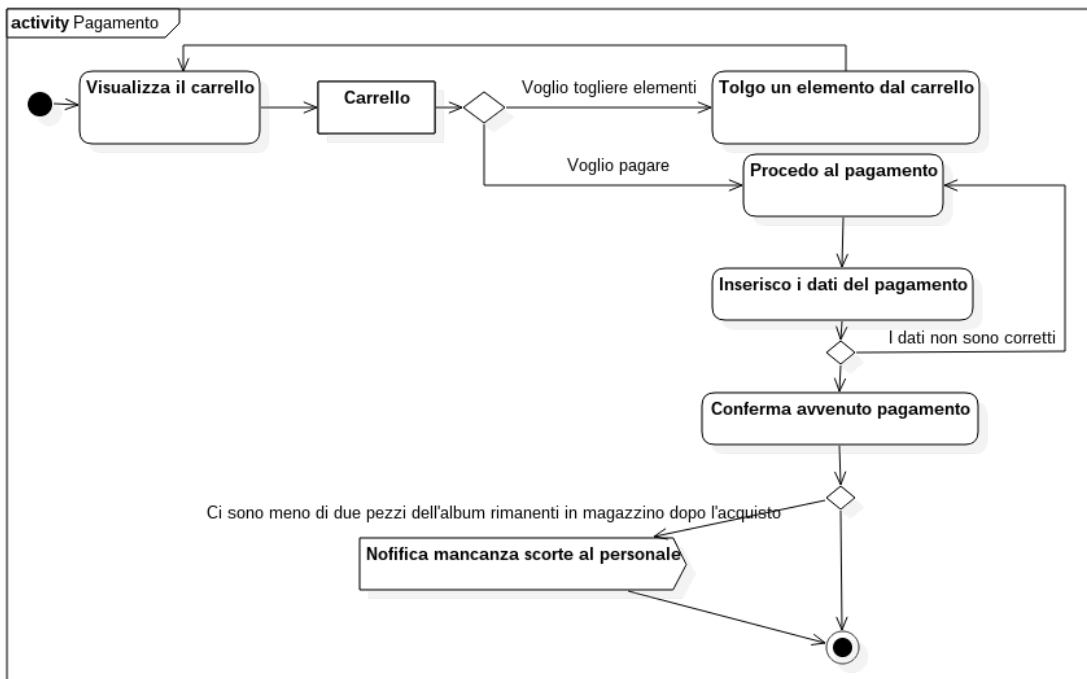 activity Pagamento
Visualizza il carrello
Carrello
Voglio togliere elementi
Tolgo un elemento dal carrello
Voglio pagare
Procedo al pagamento
Inserisco i dati del pagamento
I dati non sono corretti
Conferma avvenuto pagamento
Ci sono meno di due pezzi dell'album rimanenti in magazzino dopo l'acquisto
Nofifica mancanza scorte al personale